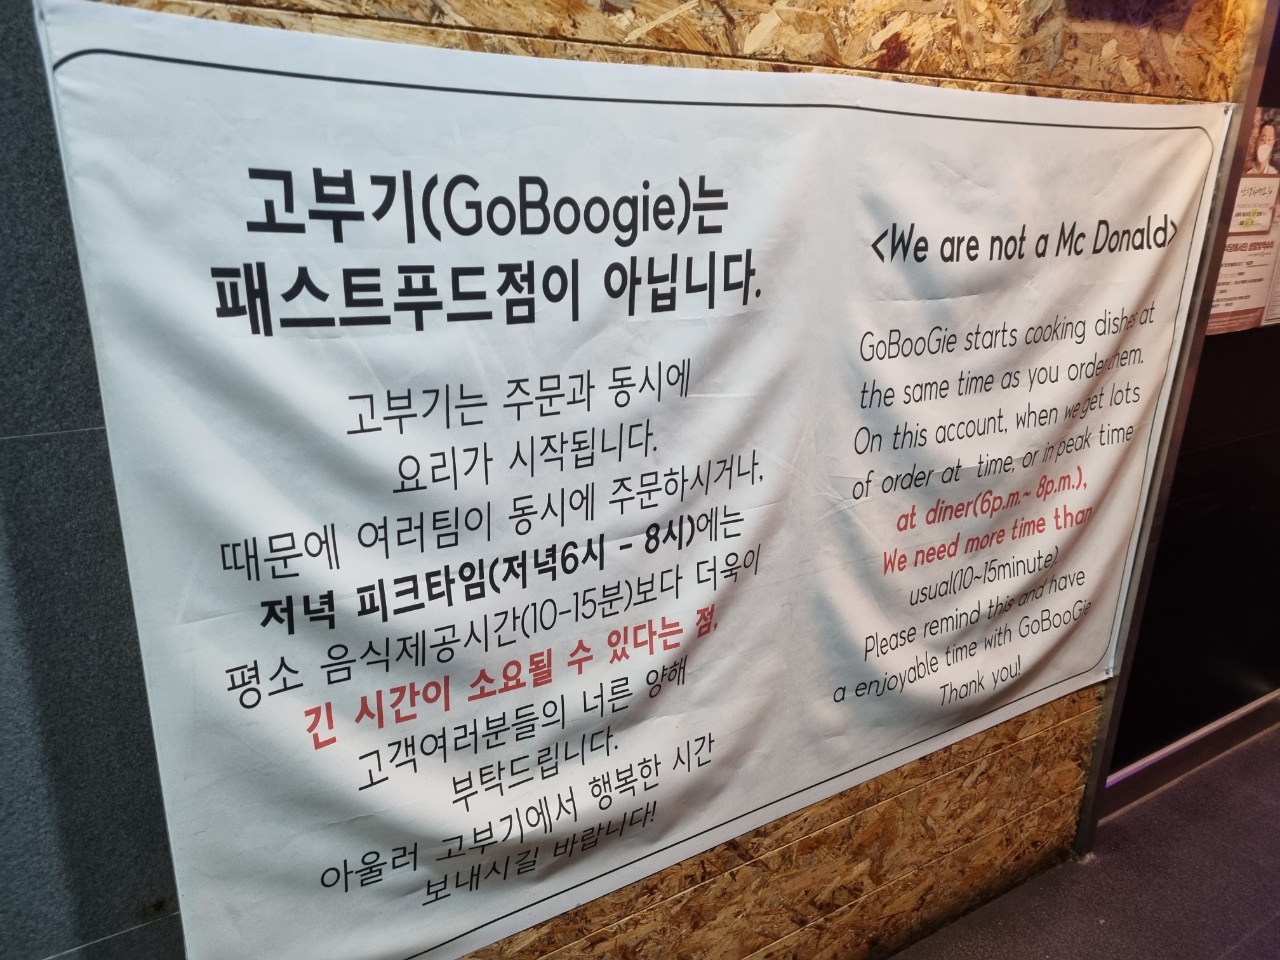 고부기(GoBoogie)는
패스트푸드점이 아닙니다.
고부기는 주문과 동시에
요리가 시작됩니다.
때문에 여러팀이 동시에 주문하시거나,
저녁 피크타임(저녁6시 - 8시)에는
평소 음식제공시간(10-15분)보다 더욱이
긴 시간이 소요될 수 있다는 점,
고객여러분들의 너른 양해
부탁드립니다.
아울러 고부기에서 행복한 시간
보내시길 바랍니다!
<We are not a Mc Donald>
GoBooGie starts cooking dishes at
the same time as you order them.
On this account, when we get lots
of order at time, or in peak time
at diner(6p.m.~ 8p.m.),
We need more time than
usual(10~15minute)
Please remind this and have
a enjoyable time with GoBooGie
Thank you!